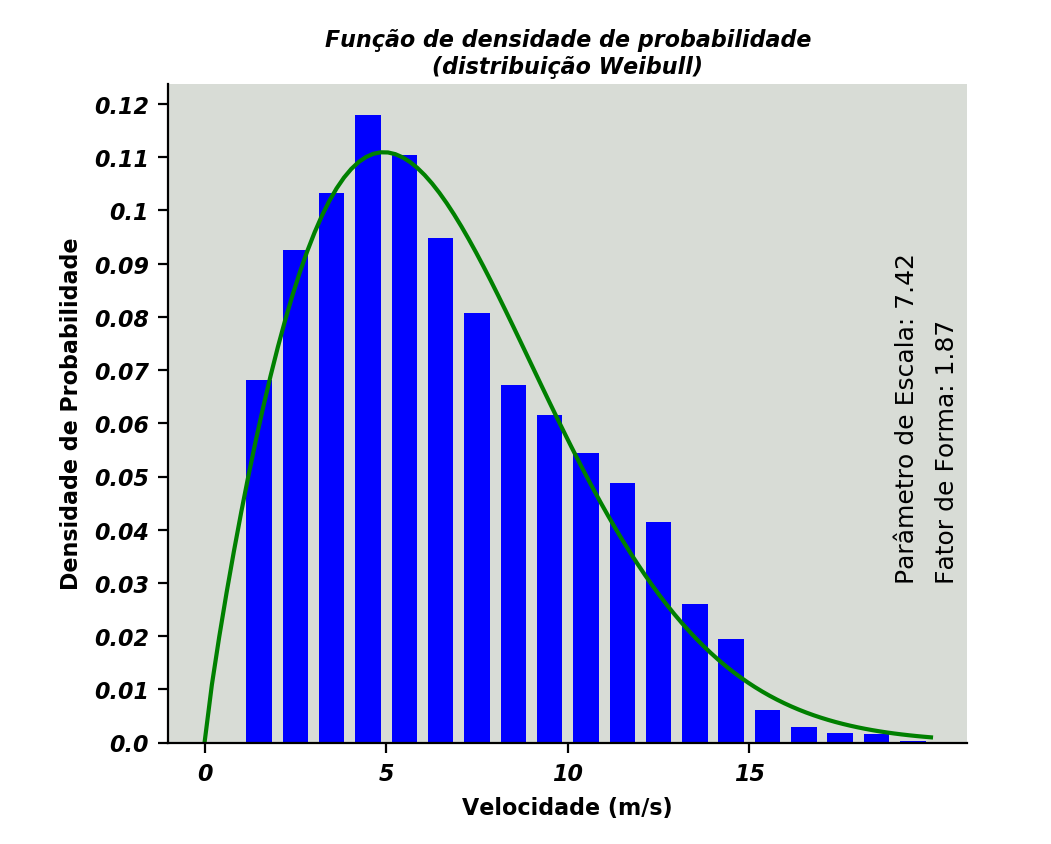 Função de densidade de probabilidade
(distribuição Weibull)
0.12
0.11
0.1
0.09
0.08
0.07
0.06
0.05
0.04
0.03
0.02
0.01
0.0
Densidade de Probabilidade
0 5 10 15
Velocidade (m/s)
Parâmetro de Escala: 7.42
Fator de Forma: 1.87